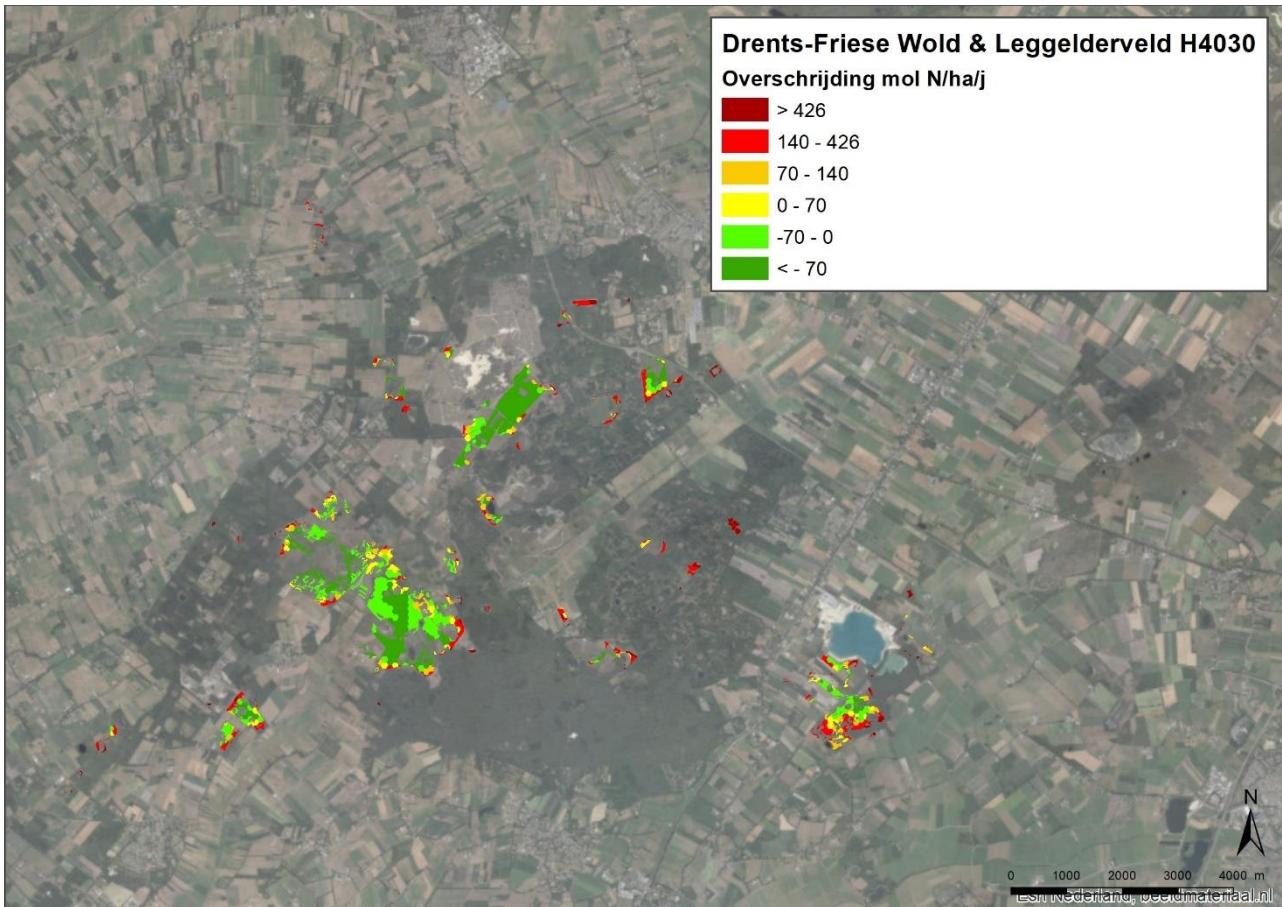 Drents-Friese Wold & Leggelderveld H4030
Overschrijding mol N/ha/j
> 426
140 - 426
70 - 140
0 - 70
-70 - 0
< - 70
N
0 1000 2000 3000 4000 m
Esri Nederland, beeldmateriaal.nl